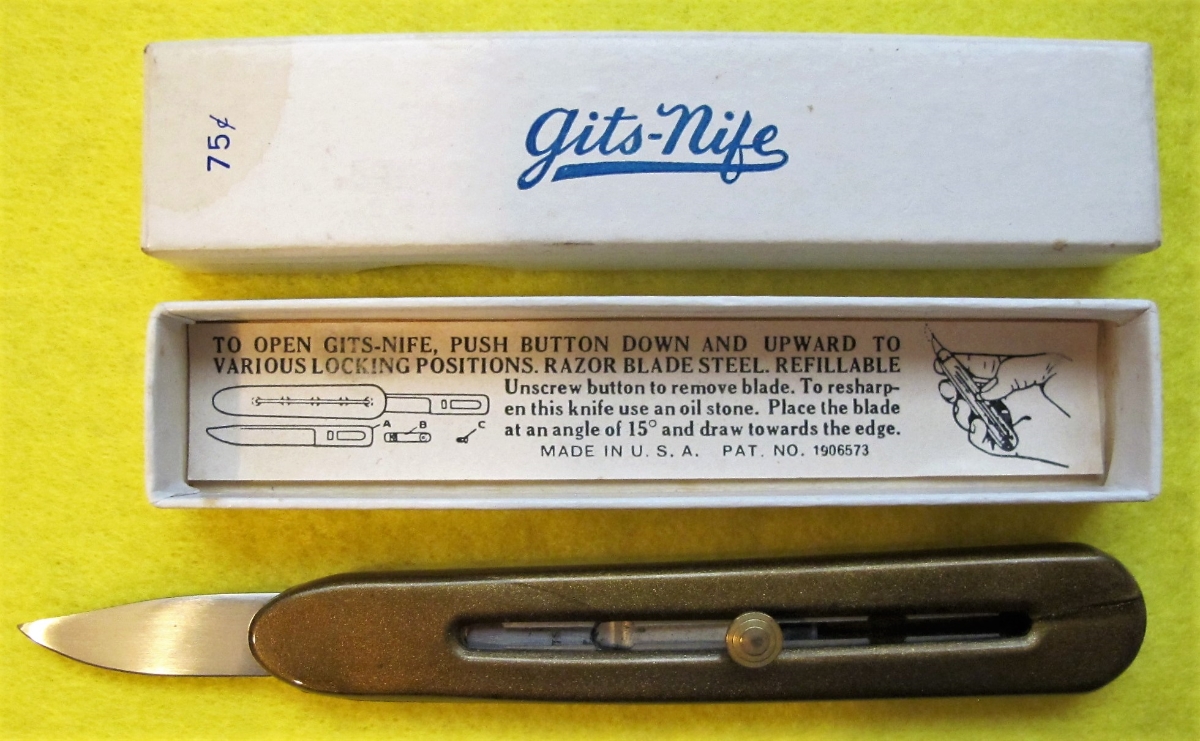 75¢
Gits-Nife
TO OPEN GITS-NIFE, PUSH BUTTON DOWN AND UPWARD TO
VARIOUS LOCKING POSITIONS. RAZOR BLADE STEEL. REFILLABLE
Unscrew button to remove blade. To resharp-
en this knife use an oil stone. Place the blade
at an angle of 15° and draw towards the edge.
MADE IN U. S. A. PAT. NO. 1906573
A B C